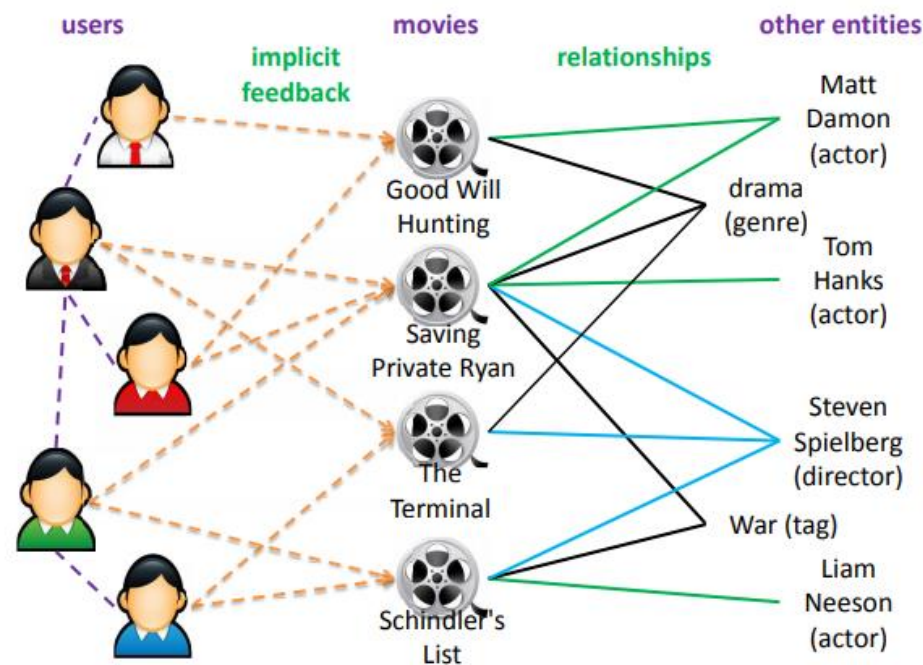 users
movies
other entities
implicit
feedback
relationships
Good Will
Hunting
Saving
Private Ryan
The
Terminal
Schindler's
List
drama
(genre)
War (tag)
Matt
Damon
(actor)
Tom
Hanks
(actor)
Steven
Spielberg
(director)
Liam
Neeson
(actor)